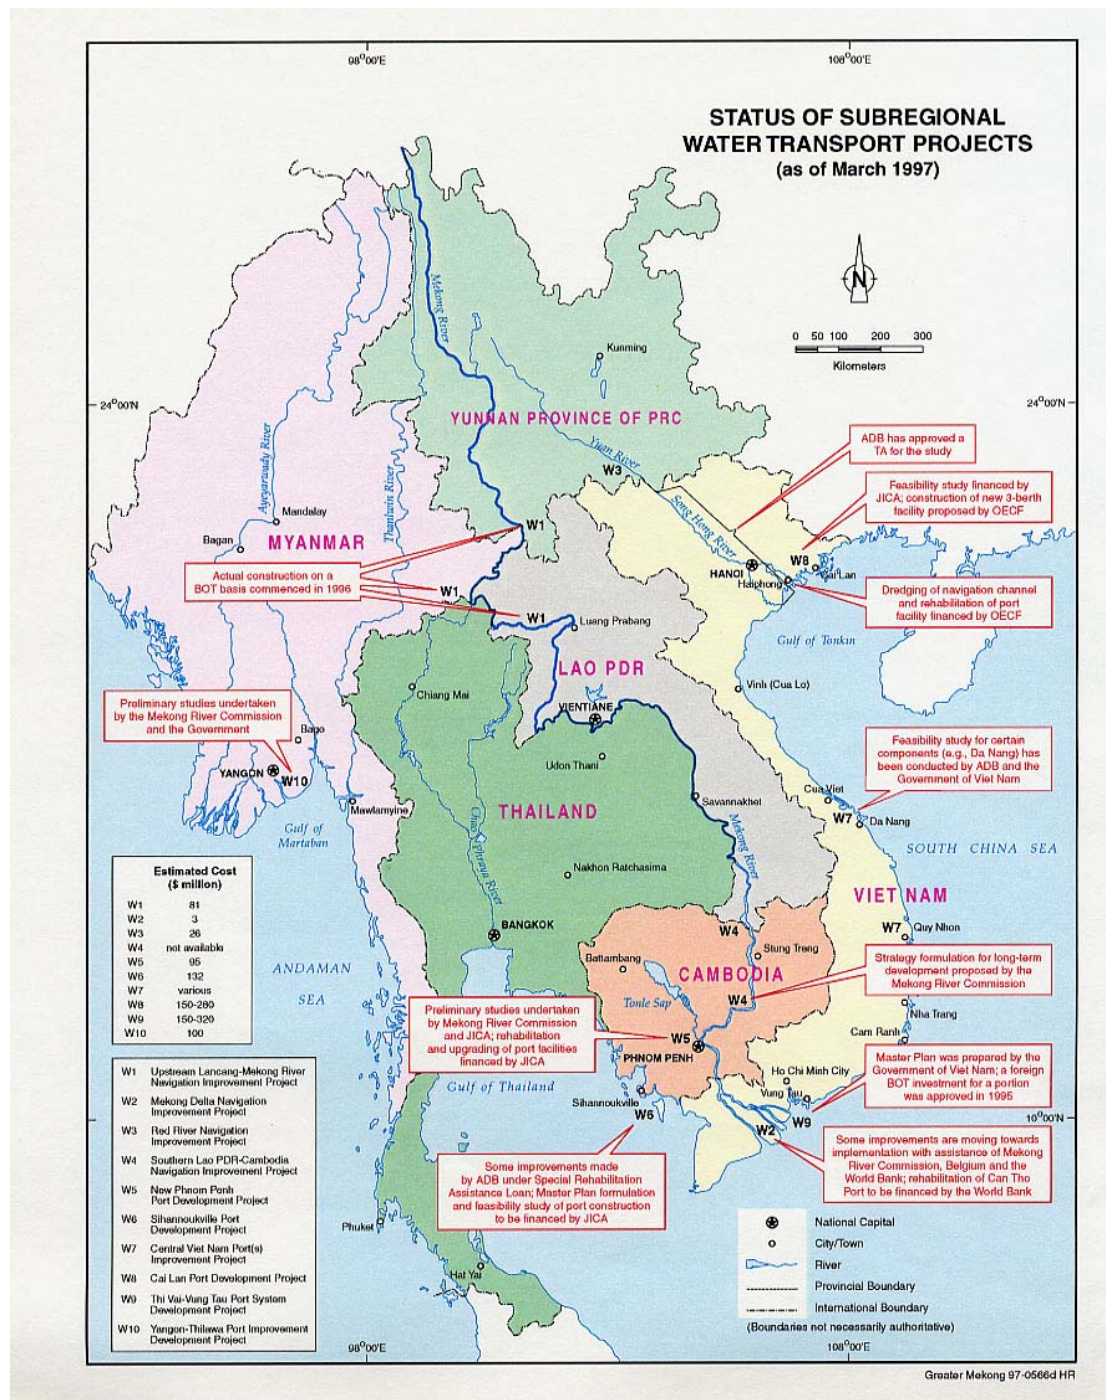 98°00'E
108°00'E
STATUS OF SUBREGIONAL
WATER TRANSPORT PROJECTS
(as of March 1997)
N
0 50 100 200 300
Kilometers
Mekong River
Kunming
24°00'N
24°00'N
YUNNAN PROVINCE OF PRC
Yuan River
W3
ADB has approved a
TA for the study
Feasibility study financed by
JICA; construction of new 3-berth
facility proposed by OECF
Ayeyarwady River
Thanlwin River
Song Hong River
Mandalay
Bagan
MYANMAR
W1
HANOI
Haiphong
W8
Cai Lan
Actual construction on a
BOT basis commenced in 1996
W1
W1
Dredging of navigation channel
and rehabilitation of port
facility financed by OECF
Luang Prabang
Gulf of Tonkin
LAO PDR
Chiang Mai
Vinh (Cua Lo)
VIENTIANE
Preliminary studies undertaken
by the Mekong River Commission
and the Government
Bago
YANGON
W10
Udon Thani
Feasibility study for certain
components (e.g., Da Nang) has
been conducted by ADB and the
Government of Viet Nam
Mawlamyine
THAILAND
Savannakhet
Cua Viet
W7
Da Nang
Gulf of
Martaban
Chao Phraya River
Mekong River
SOUTH CHINA SEA
Nakhon Ratchasima
VIET NAM
Estimated Cost
($ million)
W1 81
W2 3
W3 26
W4 not available
W5 95
W6 132
W7 various
W8 150-280
W9 150-320
W10 100
BANGKOK
W4
W7
Quy Nhon
Stung Treng
Battambang
CAMBODIA
ANDAMAN
SEA
Strategy formulation for long-term
development proposed by the
Mekong River Commission
Tonle Sap
W4
Nha Trang
Cam Ranh
Preliminary studies undertaken
by Mekong River Commission
and JICA; rehabilitation
and upgrading of port facilities
financed by JICA
W5
PHNOM PENH
Master Plan was prepared by the
Government of Viet Nam; a foreign
BOT investment for a portion
was approved in 1995
Ho Chi Minh City
Vung Tau
Gulf of Thailand
Sihannoukville
W6
W9
W2
10°00'N
Some improvements are moving towards
implementation with assistance of Mekong
River Commission, Belgium and the
World Bank; rehabilitation of Can Tho
Port to be financed by the World Bank
Some improvements made
by ADB under Special Rehabilitation
Assistance Loan; Master Plan formulation
and feasibility study of port construction
to be financed by JICA
W1 Upstream Lancang-Mekong River
Navigation Improvement Project
W2 Mekong Delta Navigation
Improvement Project
W3 Red River Navigation
Improvement Project
W4 Southern Lao PDR-Cambodia
Navigation Improvement Project
W5 New Phnom Penh
Port Development Project
W6 Sihannoukville Port
Development Project
W7 Central Viet Nam Port(s)
Improvement Project
W8 Cai Lan Port Development Project
W9 Thi Vai-Vung Tau Port System
Development Project
W10 Yangon-Thilawa Port Improvement
Development Project
Phuket
Hat Yai
National Capital
City/Town
River
Provincial Boundary
International Boundary
(Boundaries not necessarily authoritative)
98°00'E
108°00'E
Greater Mekong 97-0566d HR